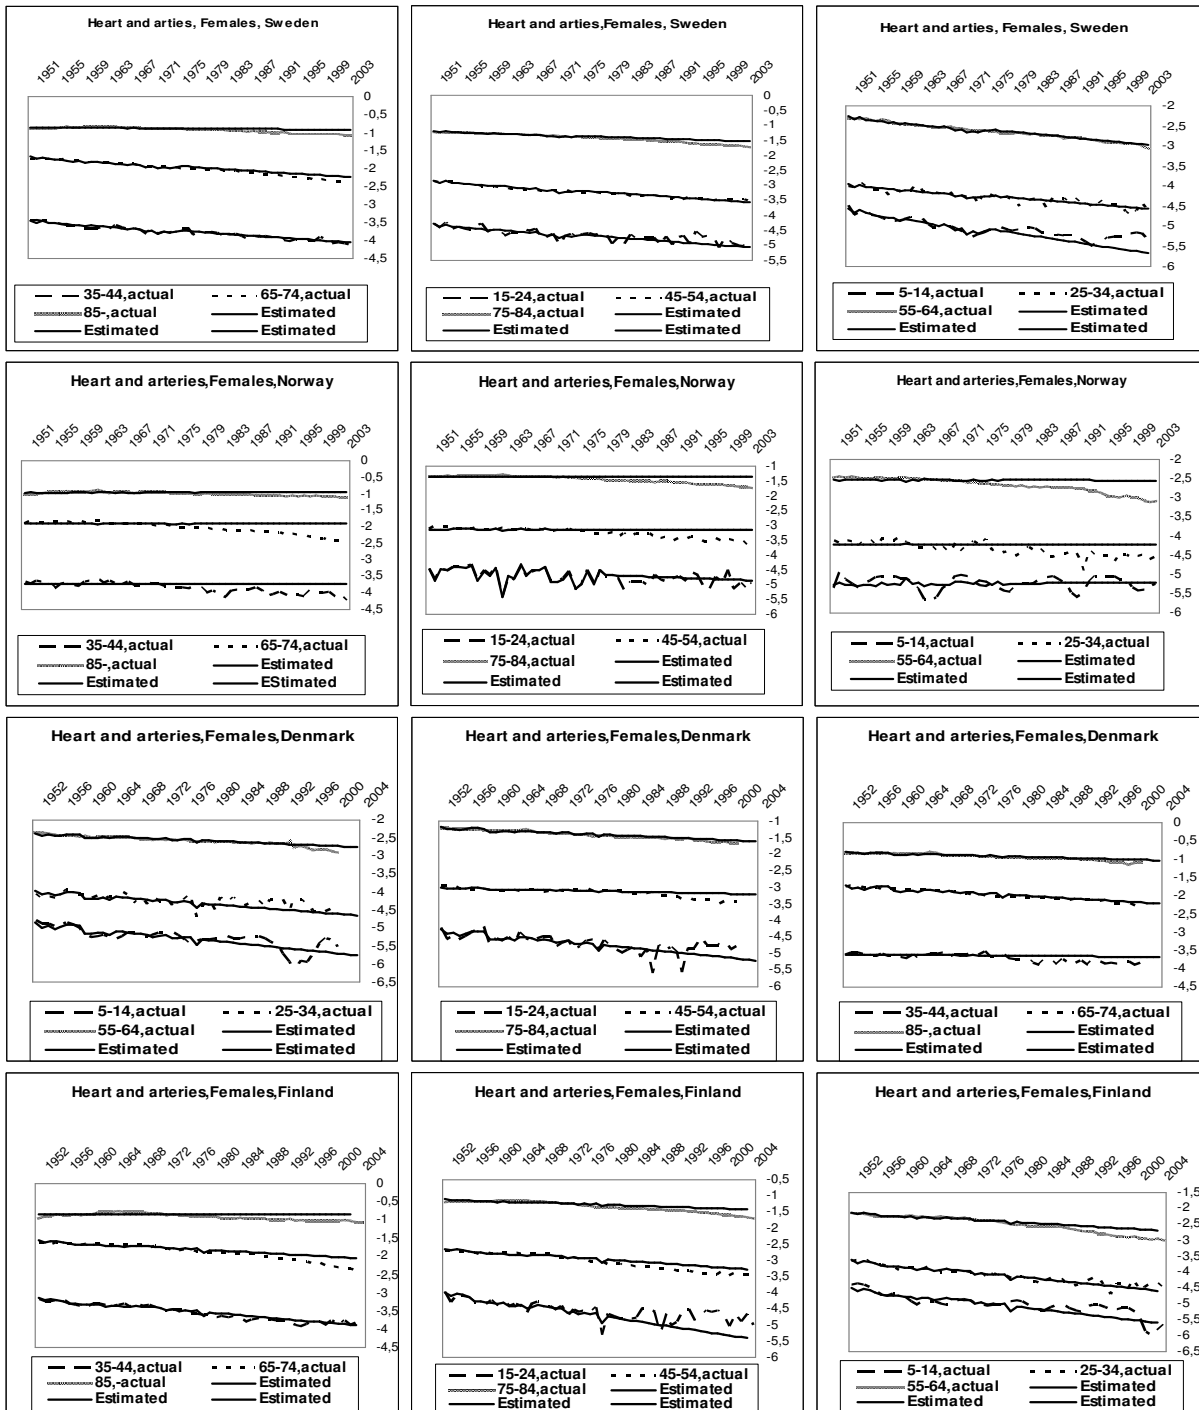 Heart and arties, Females, Sweden
1951 1955 1959 1963 1967 1971 1975 1979 1983 1987 1991 1995 1999 2003
0
-0,5
-1
-1,5
-2
-2,5
-3
-3,5
-4
-4,5
35-44,actual 65-74,actual
85-,actual Estimated
Estimated Estimated
Heart and arties,Females, Sweden
1951 1955 1959 1963 1967 1971 1975 1979 1983 1987 1991 1995 1999 2003
0
-0,5
-1
-1,5
-2
-2,5
-3
-3,5
-4
-4,5
-5
-5,5
15-24,actual 45-54,actual
75-84,actual Estimated
Estimated Estimated
Heart and arties, Females, Sweden
1951 1955 1959 1963 1967 1971 1975 1979 1983 1987 1991 1995 1999 2003
-2
-2,5
-3
-3,5
-4
-4,5
-5
-5,5
-6
5-14,actual 25-34,actual
55-64,actual Estimated
Estimated Estimated
Heart and arteries,Females,Norway
1951 1955 1959 1963 1967 1971 1975 1979 1983 1987 1991 1995 1999 2003
0
-0,5
-1
-1,5
-2
-2,5
-3
-3,5
-4
-4,5
35-44,actual 65-74,actual
85-,actual Estimated
Estimated EStimated
Heart and arteries,Females,Norway
1951 1955 1959 1963 1967 1971 1975 1979 1983 1987 1991 1995 1999 2003
-1
-1,5
-2
-2,5
-3
-3,5
-4
-4,5
-5
-5,5
-6
15-24,actual 45-54,actual
75-84,actual Estimated
Estimated Estimated
Heart and arteries,Females,Norway
1951 1955 1959 1963 1967 1971 1975 1979 1983 1987 1991 1995 1999 2003
-2
-2,5
-3
-3,5
-4
-4,5
-5
-5,5
-6
5-14,actual 25-34,actual
55-64,actual Estimated
Estimated Estimated
Heart and arteries,Females,Denmark
1952 1956 1960 1964 1968 1972 1976 1980 1984 1988 1992 1996 2000 2004
-2
-2,5
-3
-3,5
-4
-4,5
-5
-5,5
-6
-6,5
5-14,actual 25-34,actual
55-64,actual Estimated
Estimated Estimated
Heart and arteries,Females,Denmark
1952 1956 1960 1964 1968 1972 1976 1980 1984 1988 1992 1996 2000 2004
-1
-1,5
-2
-2,5
-3
-3,5
-4
-4,5
-5
-5,5
-6
15-24,actual 45-54,actual
75-84,actual Estimated
Estimated Estimated
Heart and arteries,Females,Denmark
1952 1956 1960 1964 1968 1972 1976 1980 1984 1988 1992 1996 2000 2004
0
-0,5
-1
-1,5
-2
-2,5
-3
-3,5
-4
-4,5
35-44,actual 65-74,actual
85-,actual Estimated
Estimated Estimated
Heart and arteries,Females,Finland
1952 1956 1960 1964 1968 1972 1976 1980 1984 1988 1992 1996 2000 2004
0
-0,5
-1
-1,5
-2
-2,5
-3
-3,5
-4
-4,5
35-44,actual 65-74,actual
85,-actual Estimated
Estimated Estimated
Heart and arteries,Females,Finland
1952 1956 1960 1964 1968 1972 1976 1980 1984 1988 1992 1996 2000 2004
-0,5
-1
-1,5
-2
-2,5
-3
-3,5
-4
-4,5
-5
-5,5
-6
15-24,actual 45-54,actual
75-84,actual Estimated
Estimated Estimated
Heart and arteries,Females,Finland
1952 1956 1960 1964 1968 1972 1976 1980 1984 1988 1992 1996 2000 2004
-1,5
-2
-2,5
-3
-3,5
-4
-4,5
-5
-5,5
-6
-6,5
5-14,actual 25-34,actual
55-64,actual Estimated
Estimated Estimated